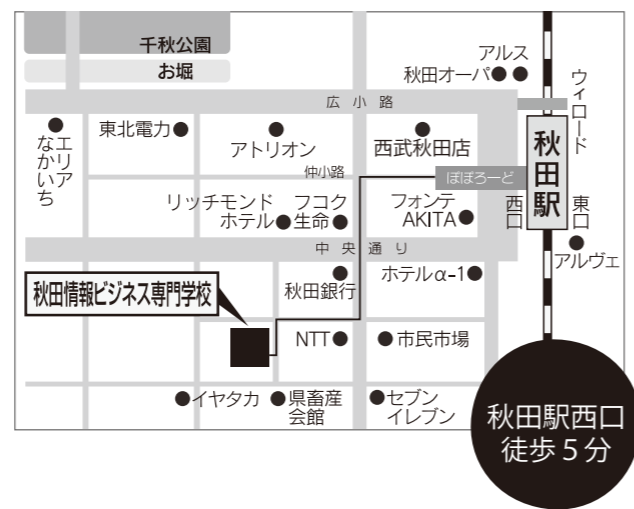 千秋公園
お堀
アルス
秋田オーパ●●
ウィロード
広小路
エリア
なかいち
東北電力●
アトリオン
西武秋田店
秋田駅
仲小路
ぽぽろーど
西口
東口
リッチモンド
ホテル●
フコク
生命●
フォンテ
AKITA●
アルヴェ
中央通り
秋田情報ビジネス専門学校
秋田銀行
ホテルα-1●
NTT●
●市民市場
●イヤタカ
●県畜産
会館
●セブン
イレブン
秋田駅西口
徒歩5分